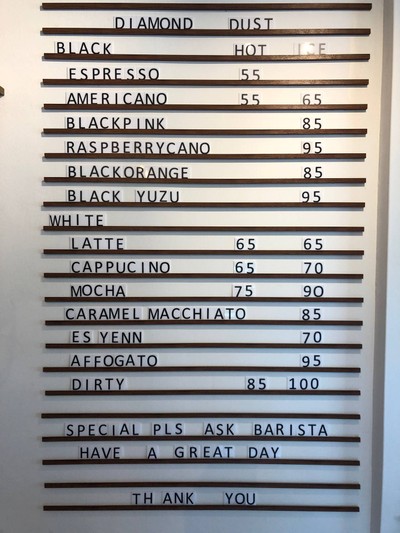 DIAMOND DUST
BLACK HOT ICE
ESPRESSO 55
AMERICANO 55 65
BLACKPINK 85
RASPBERRYCANO 95
BLACKORANGE 85
BLACK YUZU 95
WHITE
LATTE 65 65
CAPPUCINO 65 70
MOCHA 75 90
CARAMEL MACCHIATO 85
ES YENN 70
AFFOGATO 95
DIRTY 85 100
SPECIAL PLS ASK BARISTA
HAVE A GREAT DAY
THANK YOU